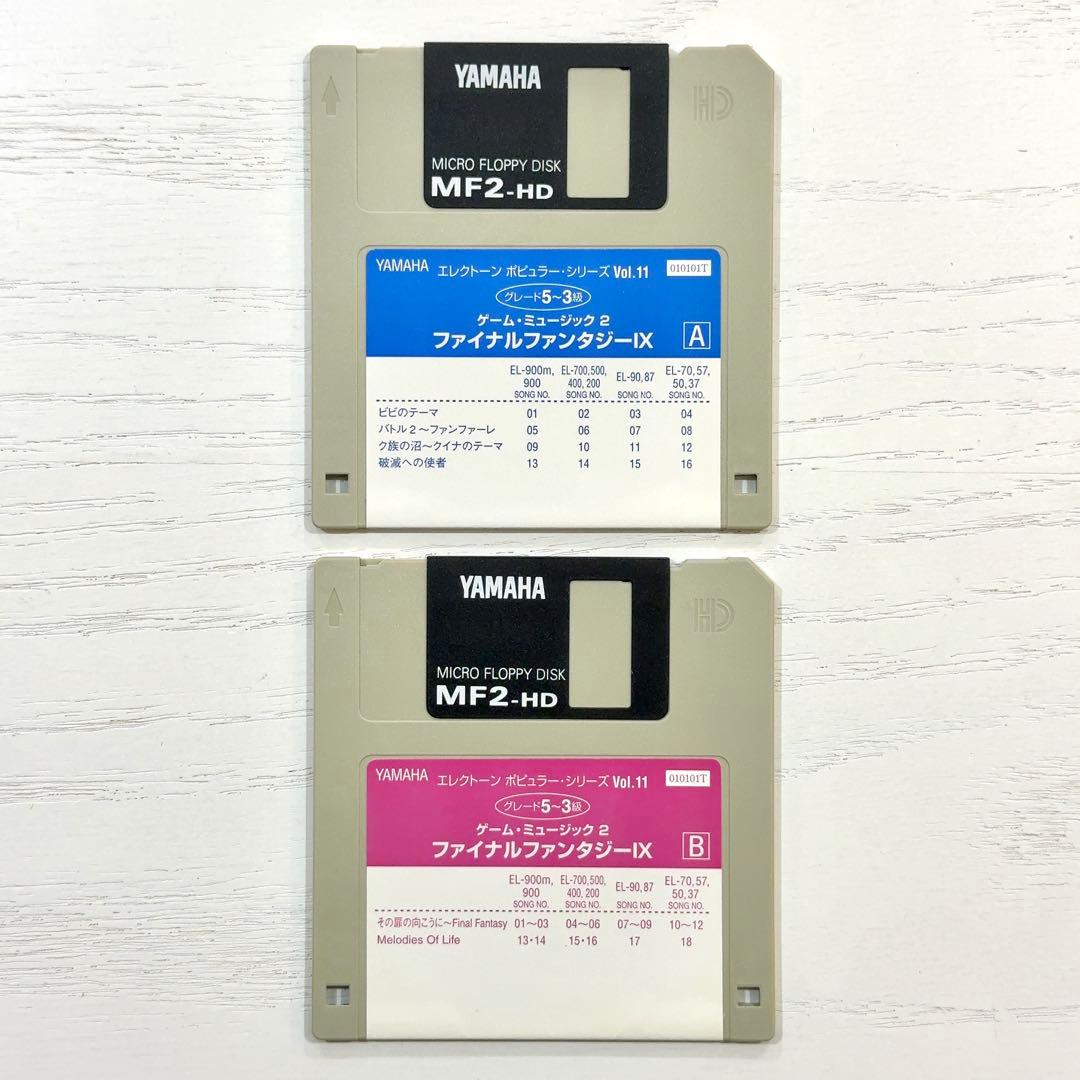 HD
YAMAHA
MICRO FLOPPY DISK
MF2-HD
YAMAHA エレクトーン ポピュラー・シリーズ Vol.11 010101T
グレード5〜3級
ゲーム・ミュージック 2
ファイナルファンタジーIX A
EL-900m, EL-700,500, EL-90,87 EL-70,57,
900 400,200 50,37
SONG NO. SONG NO. SONG NO. SONG NO.
ビビのテーマ 01 02 03 04
バトル2〜ファンファーレ 05 06 07 08
ク族の沼〜クイナのテーマ 09 10 11 12
破滅への使者 13 14 15 16
HD
YAMAHA
MICRO FLOPPY DISK
MF2-HD
YAMAHA エレクトーン ポピュラー・シリーズ Vol.11 010101T
グレード5〜3級
ゲーム・ミュージック 2
ファイナルファンタジーIX B
EL-900m, EL-700,500, EL-90,87 EL-70,57,
900 400,200 50,37
SONG NO. SONG NO. SONG NO. SONG NO.
その扉の向こうに〜Final Fantasy 01〜03 04〜06 07〜09 10〜12
Melodies Of Life 13・14 15・16 17 18